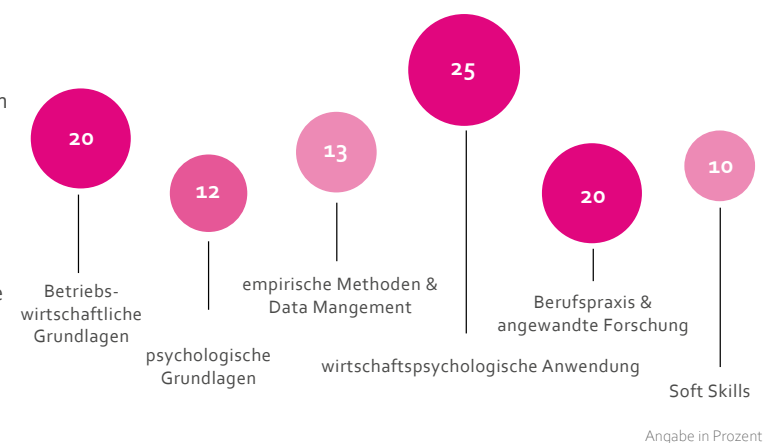 20
12
13
25
20
10
Betriebs-
wirtschaftliche
Grundlagen
psychologische
Grundlagen
empirische Methoden &
Data Mangement
wirtschaftspsychologische Anwendung
Berufspraxis &
angewandte Forschung
Soft Skills
Angabe in Prozent